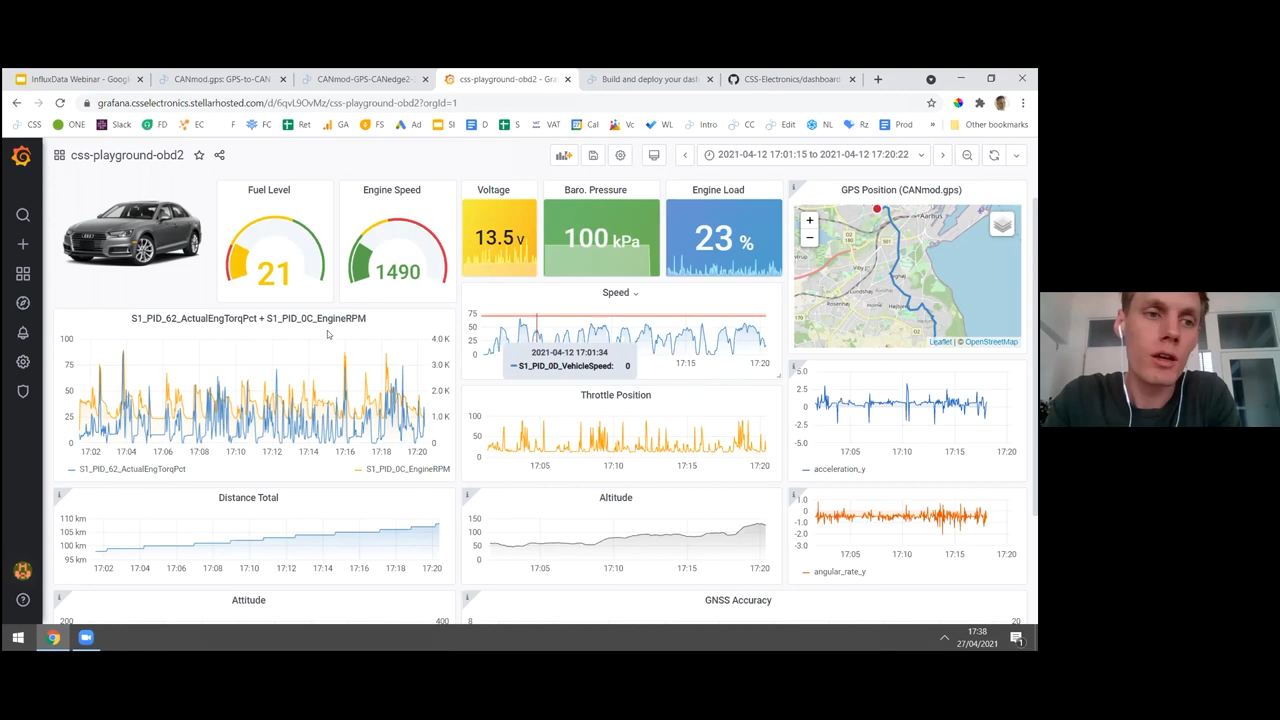 InfluxData Webinar - Goog
CANmod.gps: GPS-to-CAN
CANmod-GPS-CANedge2-
css-playground-obd2 - Gra
Build and deploy your dash
CSS-Electronics/dashboard
grafana.csselectronics.stellarhosted.com/d/6qvL9OvMz/css-playground-obd2?orgId=1
CSS ONE Slack FD EC F FC Ret GA FS Ad SI D S VAT Cal Vc WL Intro CC Edit NL Rz Prod » Other bookmarks
css-playground-obd2
2021-04-12 17:01:15 to 2021-04-12 17:20:22
Fuel Level
21
Engine Speed
1490
Voltage
13.5 V
Baro. Pressure
100 kPa
Engine Load
23 %
GPS Position (CANmod.gps)
+
-
Aarhus
Leaflet | © OpenStreetMap
S1_PID_62_ActualEngTorqPct + S1_PID_0C_EngineRPM
100
75
50
25
0
4.0 K
3.0 K
2.0 K
1.0 K
0
17:02 17:04 17:06 17:08 17:10 17:12 17:14 17:16 17:18 17:20
S1_PID_62_ActualEngTorqPct
S1_PID_0C_EngineRPM
Speed
75
50
25
0
17:15 17:20
2021-04-12 17:01:34
S1_PID_0D_VehicleSpeed: 0
Throttle Position
100
50
0
17:05 17:10 17:15 17:20
5.0
2.5
0
-2.5
-5.0
17:05 17:10 17:15 17:20
acceleration_y
Distance Total
110 km
105 km
100 km
95 km
17:02 17:04 17:06 17:08 17:10 17:12 17:14 17:16 17:18 17:20
Altitude
150
100
50
0
17:05 17:10 17:15 17:20
1.0
0
-1.0
-2.0
-3.0
17:05 17:10 17:15 17:20
angular_rate_y
Attitude
200
400
GNSS Accuracy
8
20
17:38
27/04/2021